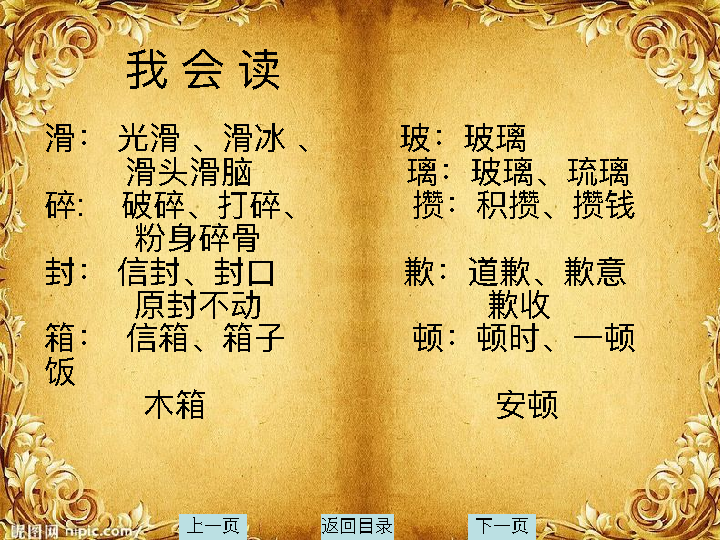 我会读
滑： 光滑 、滑冰 、 玻：玻璃
滑头滑脑 璃：玻璃、琉璃
碎: 破碎、打碎、 攒：积攒、攒钱
粉身碎骨
封： 信封、封口 歉：道歉、歉意
原封不动 歉收
箱： 信箱、箱子 顿：顿时、一顿
饭
木箱 安顿
上一页 返回目录 下一页
昵图网 nipic.com/